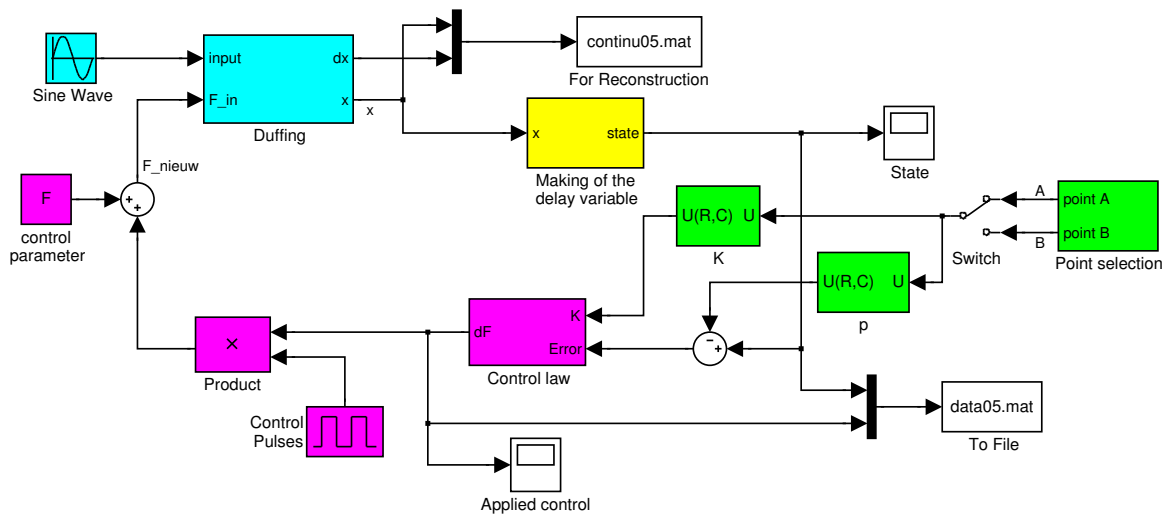 Sine Wave
input
F_in
dx
x
Duffing
x
continu05.mat
For Reconstruction
x
state
Making of the
delay variable
State
F_nieuw
F
control
parameter
+
+
U(R,C) U
K
A
B
point A
point B
Switch
Point selection
U(R,C) U
p
K
dF
Error
Control law
−
+
×
Product
Control
Pulses
Applied control
data05.mat
To File